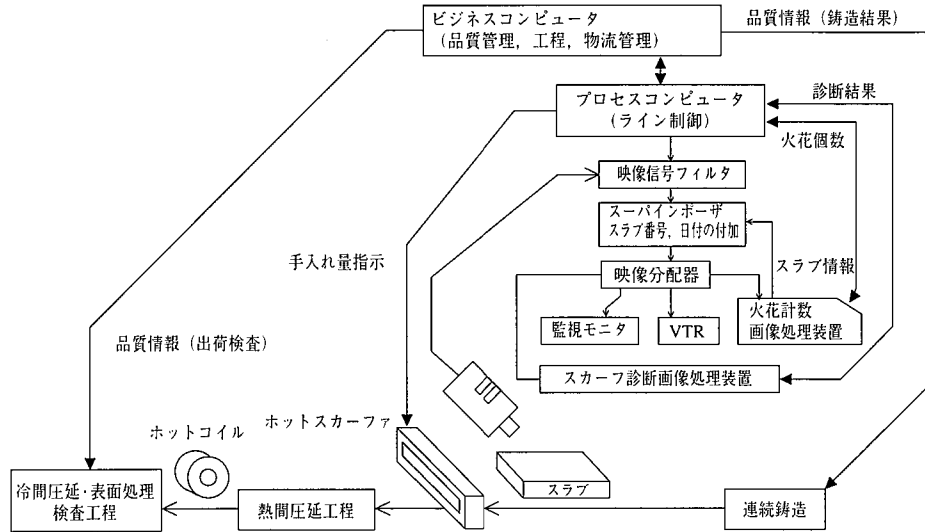 ビジネスコンピュータ
(品質管理，工程，物流管理)
品質情報（鋳造結果）
プロセスコンピュータ
(ライン制御)
診断結果
火花個数
映像信号フィルタ
スーパインポーザ
スラブ番号，日付の付加
手入れ量指示
スラブ情報
映像分配器
監視モニタ
VTR
火花計数
画像処理装置
品質情報（出荷検査）
スカーフ診断画像処理装置
ホットスカーファ
ホットコイル
スラブ
冷間圧延・表面処理
検査工程
熱間圧延工程
連続鋳造